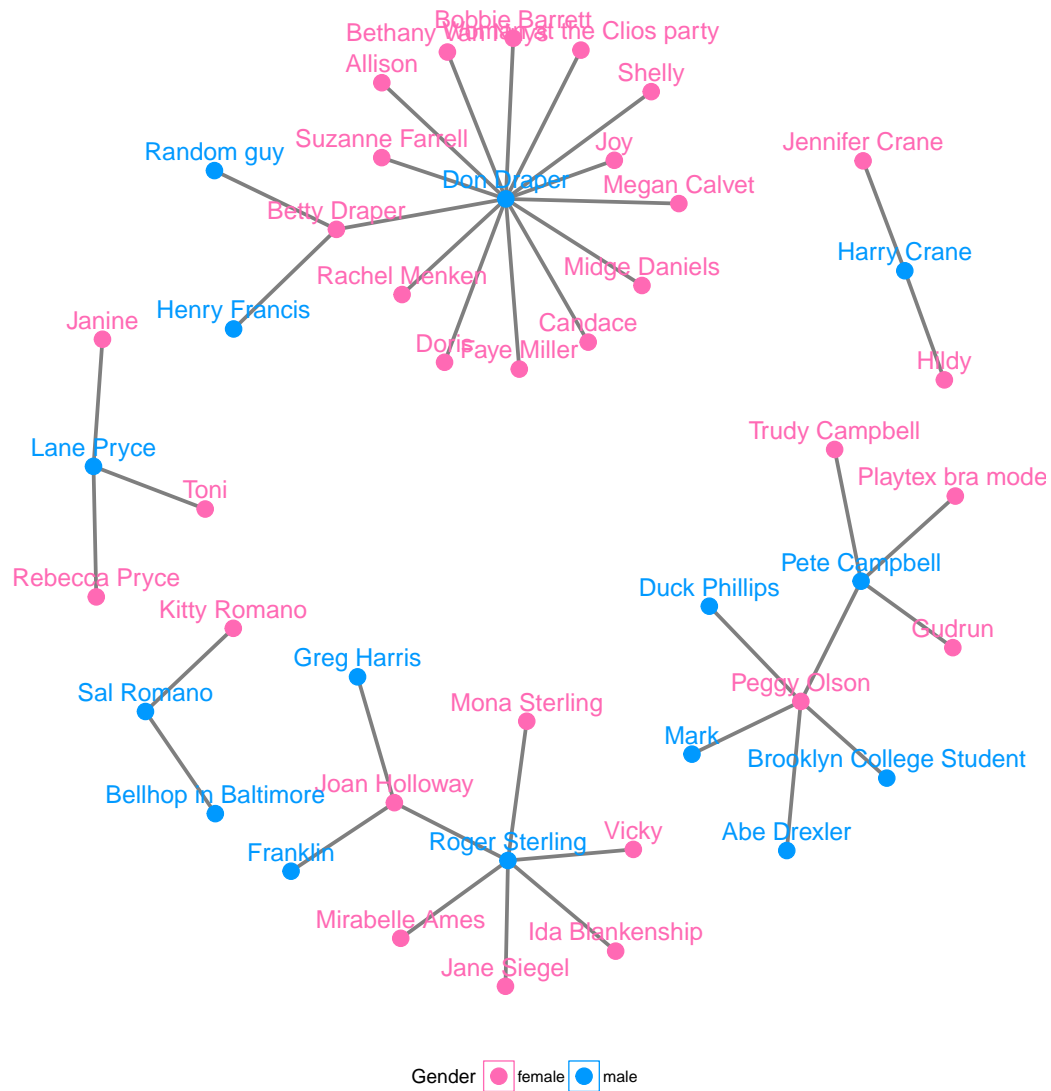 Bobbie Barrett
Bethany Van Nuys
Woman at the Clios party
Allison
Shelly
Suzanne Farrell
Joy
Random guy
Don Draper
Megan Calvet
Jennifer Crane
Betty Draper
Harry Crane
Rachel Menken
Midge Daniels
Henry Francis
Janine
Candace
Doris
Faye Miller
Hildy
Trudy Campbell
Lane Pryce
Playtex bra mode
Toni
Pete Campbell
Rebecca Pryce
Duck Phillips
Kitty Romano
Gudrun
Greg Harris
Peggy Olson
Sal Romano
Mona Sterling
Mark
Brooklyn College Student
Joan Holloway
Bellhop in Baltimore
Abe Drexler
Vicky
Roger Sterling
Franklin
Mirabelle Ames
Ida Blankenship
Jane Siegel
Gender female male